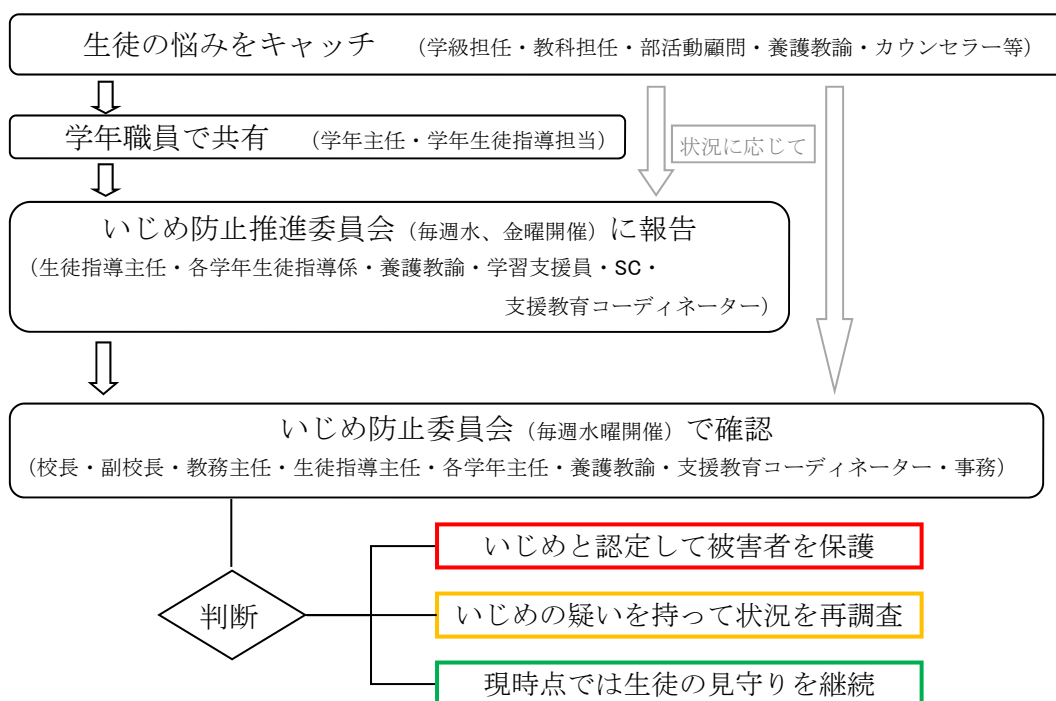 生徒の悩みをキャッチ （学級担任・教科担任・部活動顧問・養護教諭・カウンセラー等）
学年職員で共有 （学年主任・学年生徒指導担当）
状況に応じて
いじめ防止推進委員会（毎週水、金曜開催）に報告
（生徒指導主任・各学年生徒指導係・養護教諭・学習支援員・SC・
支援教育コーディネーター）
いじめ防止委員会（毎週水曜開催）で確認
（校長・副校長・教務主任・生徒指導主任・各学年主任・養護教諭・支援教育コーディネーター・事務）
いじめと認定して被害者を保護
判断
いじめの疑いを持って状況を再調査
現時点では生徒の見守りを継続